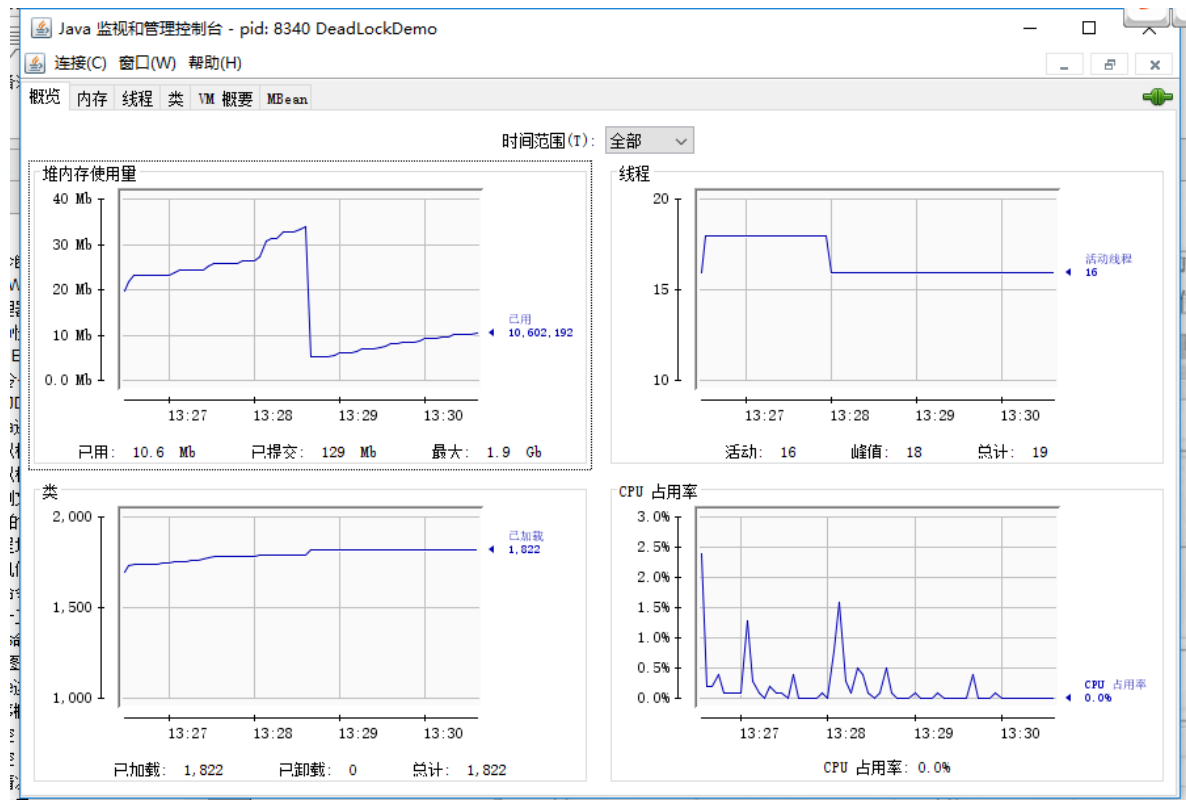 Java 监视和管理控制台 - pid: 8340 DeadLockDemo
连接(C) 窗口(W) 帮助(H)
概览 内存 线程 类 VM 概要 MBean
时间范围(T): 全部
堆内存使用量
40 Mb
30 Mb
20 Mb
10 Mb
0.0 Mb
已用
10,602,192
13:27 13:28 13:29 13:30
已用: 10.6 Mb 已提交: 129 Mb 最大: 1.9 Gb
线程
20
15
10
活动线程
16
13:27 13:28 13:29 13:30
活动: 16 峰值: 18 总计: 19
类
2,000
1,500
1,000
已加载
1,822
13:27 13:28 13:29 13:30
已加载: 1,822 已卸载: 0 总计: 1,822
CPU 占用率
3.0%
2.5%
2.0%
1.5%
1.0%
0.5%
0.0%
CPU 占用率
0.0%
13:27 13:28 13:29 13:30
CPU 占用率: 0.0%